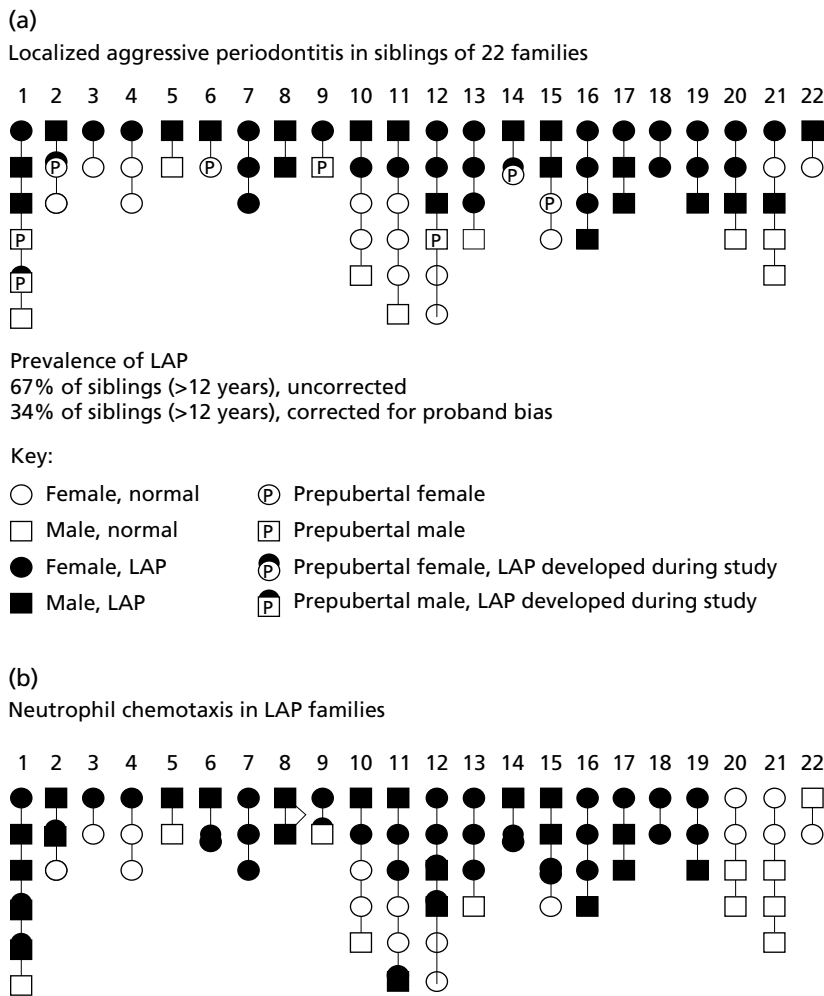 (a)
Localized aggressive periodontitis in siblings of 22 families
1 2 3 4 5 6 7 8 9 10 11 12 13 14 15 16 17 18 19 20 21 22
P P P
P
P P
P
Prevalence of LAP
67% of siblings (>12 years), uncorrected
34% of siblings (>12 years), corrected for proband bias
Key:
Female, normal P Prepubertal female
Male, normal P Prepubertal male
Female, LAP P Prepubertal female, LAP developed during study
Male, LAP P Prepubertal male, LAP developed during study
(b)
Neutrophil chemotaxis in LAP families
1 2 3 4 5 6 7 8 9 10 11 12 13 14 15 16 17 18 19 20 21 22